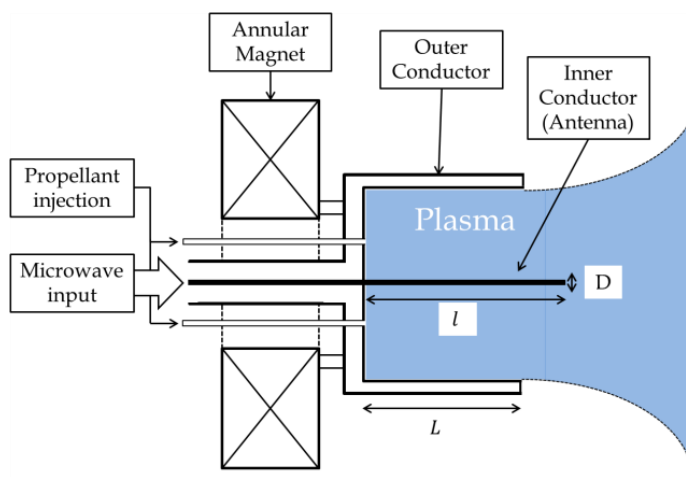 Annular
Magnet
Outer
Conductor
Inner
Conductor
(Antenna)
Propellant
injection
Plasma
Microwave
input
D
l
L